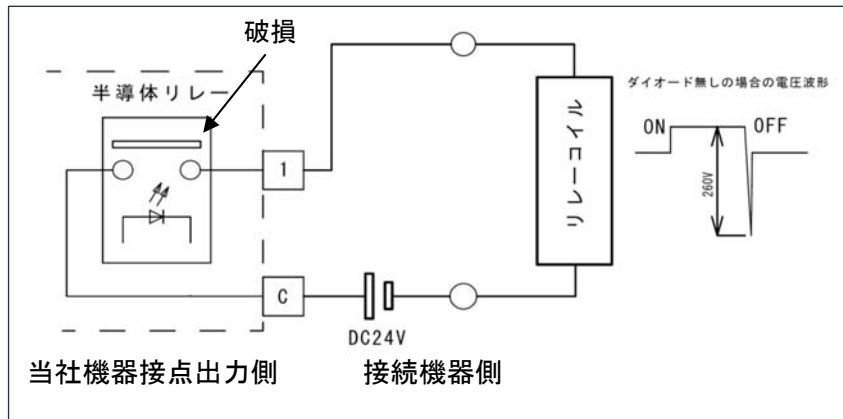 破損
半導体リレー
ダイオード無しの場合の電圧波形
ON
OFF
260V
リレーコイル
1
C
DC24V
当社機器接点出力側
接続機器側